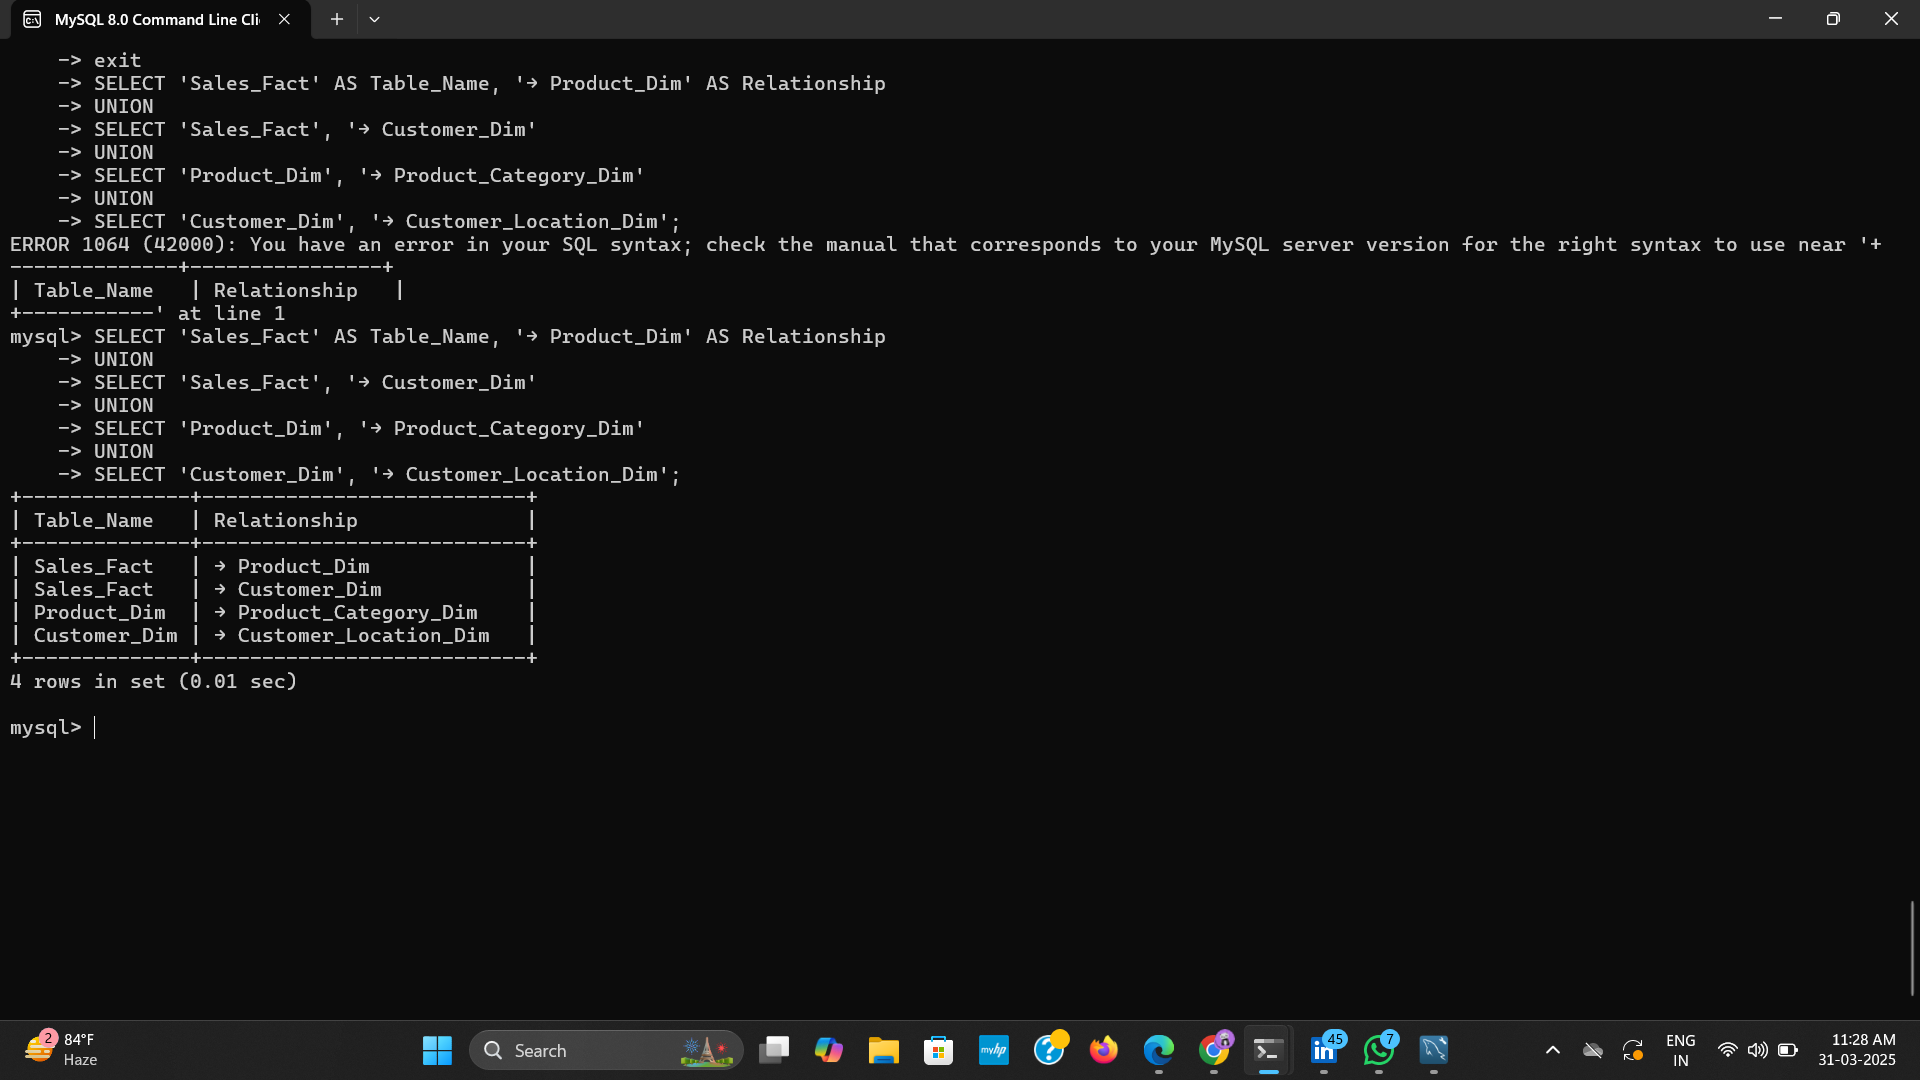 MySQL 8.0 Command Line Cli
-> exit
-> SELECT 'Sales_Fact' AS Table_Name, '→ Product_Dim' AS Relationship
-> UNION
-> SELECT 'Sales_Fact', '→ Customer_Dim'
-> UNION
-> SELECT 'Product_Dim', '→ Product_Category_Dim'
-> UNION
-> SELECT 'Customer_Dim', '→ Customer_Location_Dim';
ERROR 1064 (42000): You have an error in your SQL syntax; check the manual that corresponds to your MySQL server version for the right syntax to use near '+
--------------+----------------+
| Table_Name   | Relationship   |
+-----------' at line 1
mysql> SELECT 'Sales_Fact' AS Table_Name, '→ Product_Dim' AS Relationship
-> UNION
-> SELECT 'Sales_Fact', '→ Customer_Dim'
-> UNION
-> SELECT 'Product_Dim', '→ Product_Category_Dim'
-> UNION
-> SELECT 'Customer_Dim', '→ Customer_Location_Dim';
+--------------+---------------------------+
| Table_Name   | Relationship              |
+--------------+---------------------------+
| Sales_Fact   | → Product_Dim             |
| Sales_Fact   | → Customer_Dim            |
| Product_Dim  | → Product_Category_Dim    |
| Customer_Dim | → Customer_Location_Dim   |
+--------------+---------------------------+
4 rows in set (0.01 sec)
mysql>
2
84°F
Haze
Search
myhp
45
7
ENG
IN
11:28 AM
31-03-2025